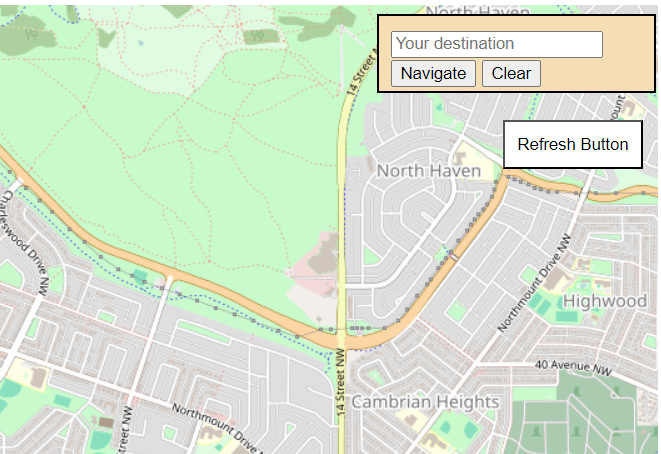 North Haven
Your destination
Navigate Clear
14 Street N
Refresh Button
North Haven
Charleswood Drive NW
Northmount Drive NW
Highwood
40 Avenue NW
14 Street NW
Cambrian Heights
Northmount Drive NW
Street NW